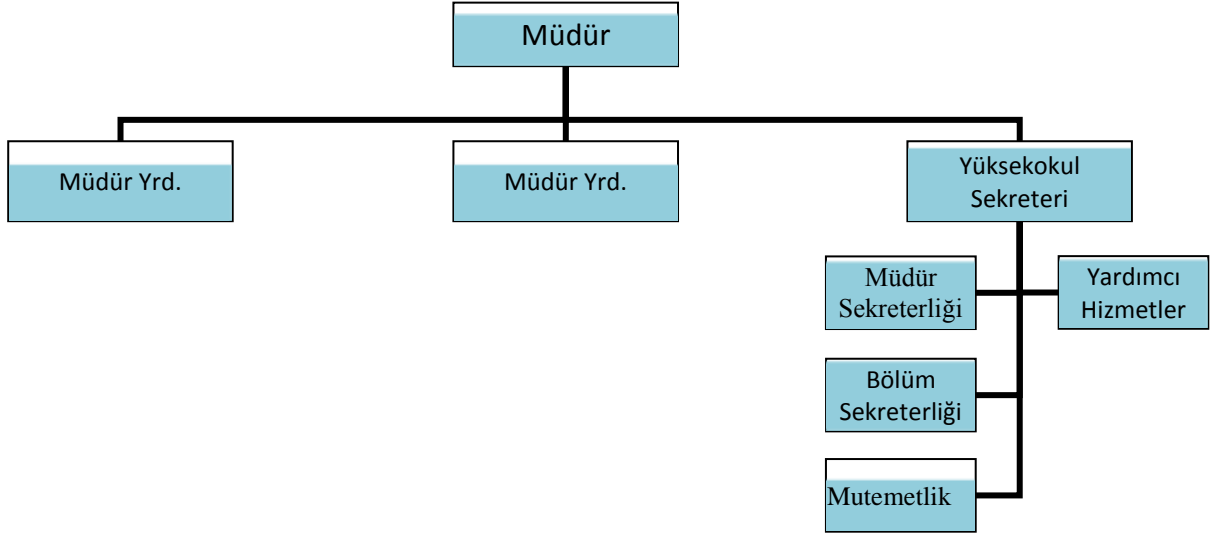 Müdür
Müdür Yrd.
Müdür Yrd.
Yüksekokul
Sekreteri
Müdür
Sekreterliği
Yardımcı
Hizmetler
Bölüm
Sekreterliği
Mutemetlik